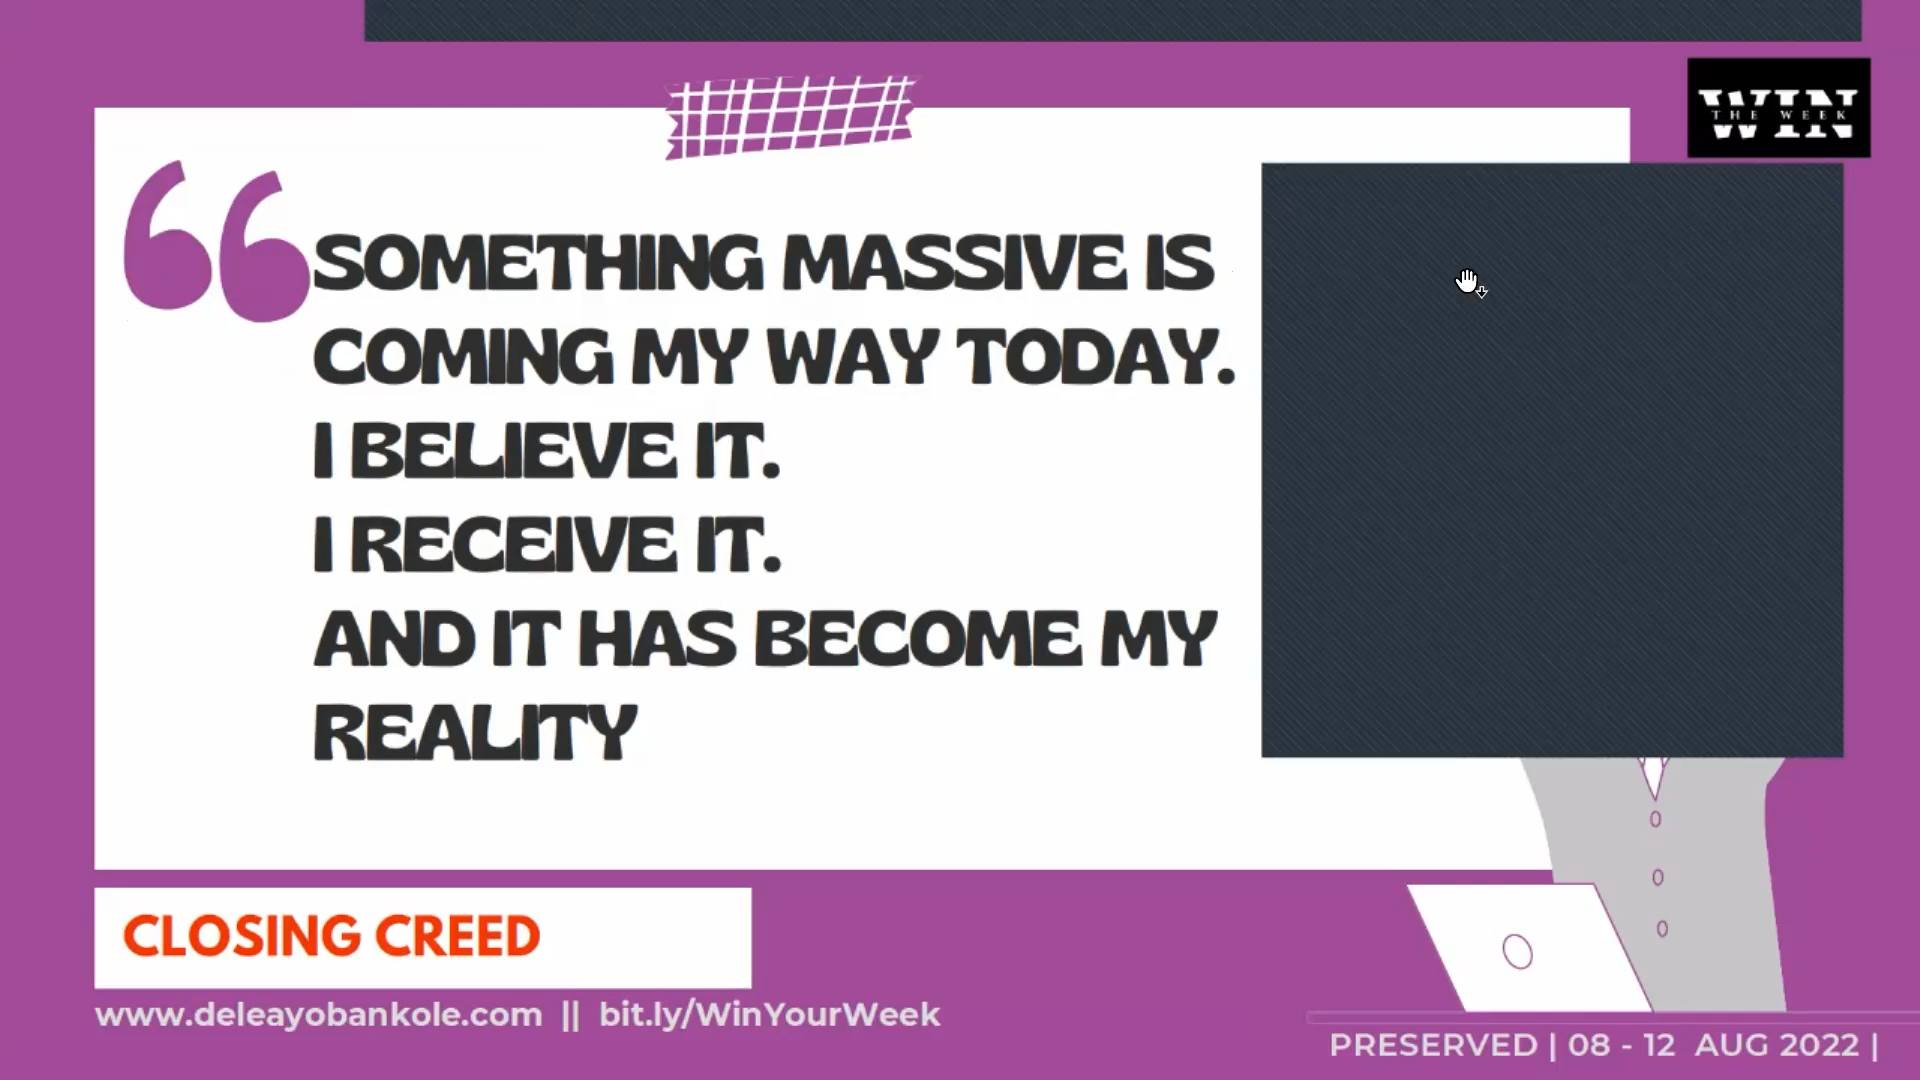 WIN
THE WEEK
SOMETHING MASSIVE IS
COMING MY WAY TODAY.
I BELIEVE IT.
I RECEIVE IT.
AND IT HAS BECOME MY
REALITY
CLOSING CREED
www.deleayobankole.com || bit.ly/WinYourWeek
PRESERVED | 08 - 12 AUG 2022 |